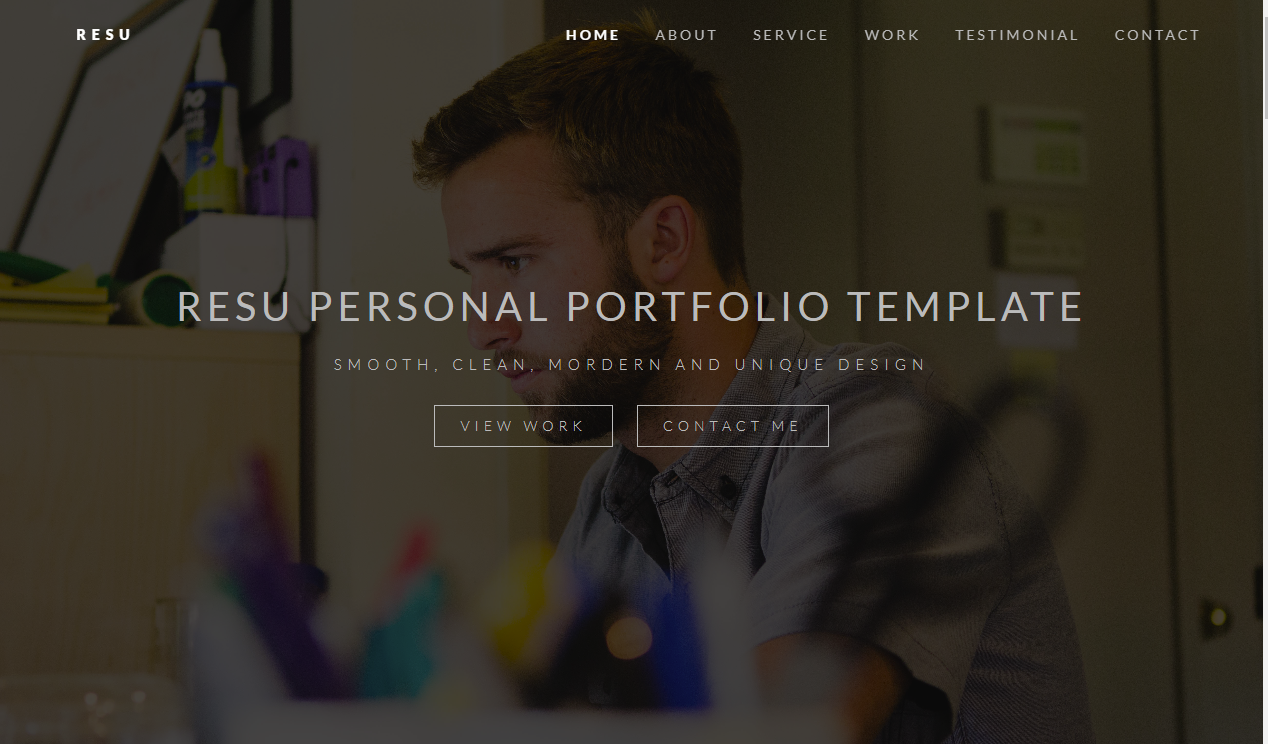 RESU
HOME ABOUT SERVICE WORK TESTIMONIAL CONTACT
RESU PERSONAL PORTFOLIO TEMPLATE
SMOOTH, CLEAN, MORDERN AND UNIQUE DESIGN
VIEW WORK CONTACT ME